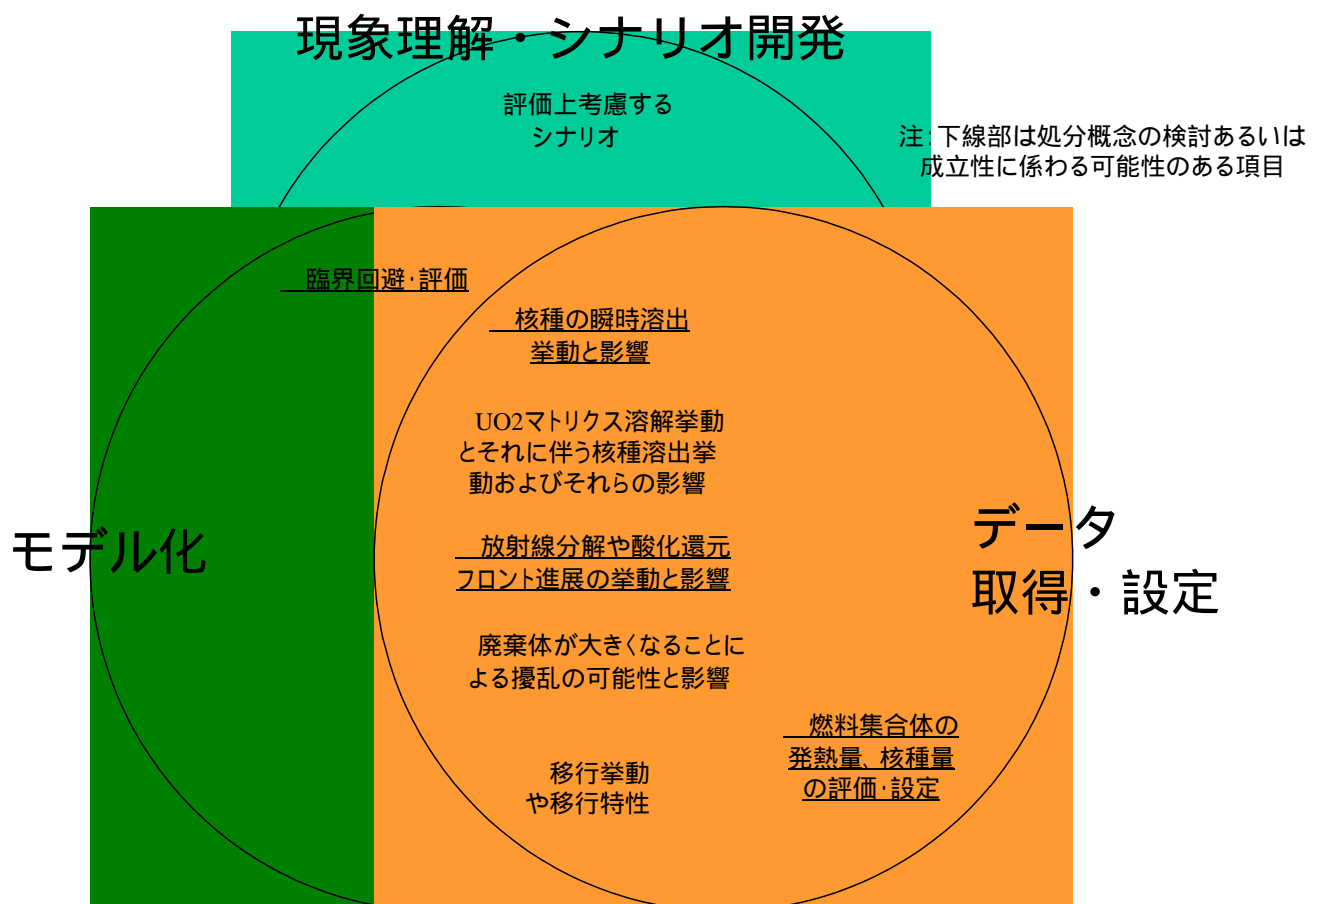 現象理解・シナリオ開発
評価上考慮する
シナリオ
注:下線部は処分概念の検討あるいは
成立性に係わる可能性のある項目
臨界回避・評価
核種の瞬時溶出
挙動と影響
UO2マトリクス溶解挙動
とそれに伴う核種溶出挙
動およびそれらの影響
モデル化
データ
取得・設定
放射線分解や酸化還元
フロント進展の挙動と影響
廃棄体が大きくなることに
よる擾乱の可能性と影響
燃料集合体の
発熱量、核種量
の評価・設定
移行挙動
や移行特性